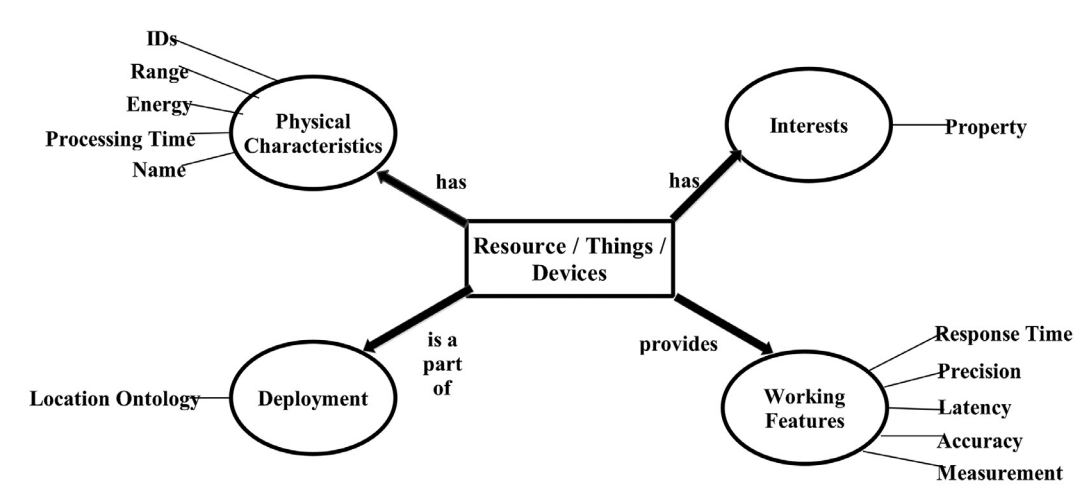 IDs
Range
Energy
Processing Time
Name
Physical
Characteristics
has
Interests
Property
has
Resource / Things /
Devices
is a
part
of
Location Ontology
Deployment
provides
Working
Features
Response Time
Precision
Latency
Accuracy
Measurement